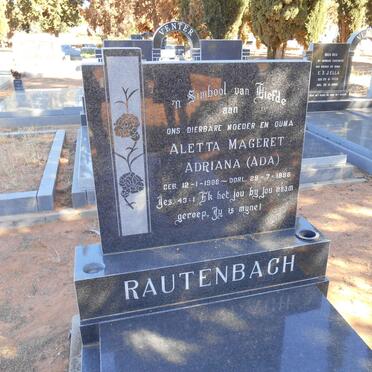 VENTER
'n Simbool van Liefde
aan
ONS DIERBARE MOEDER EN OUMA
ALETTA MAGERET
ADRIANA (ADA)
GEB. 12-1-1906 – OORL. 29-7-1986
Jes. 43:1 Ek het jou by jou naam
geroep, Jy is myne!
RAUTENBACH